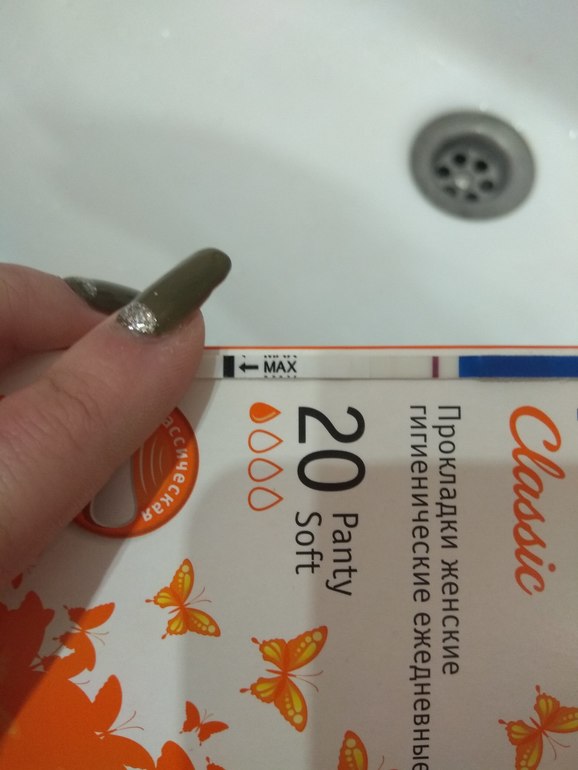 MAX
Classic
Прокладки женские
гигиенические ежедневные
20 Panty
Soft